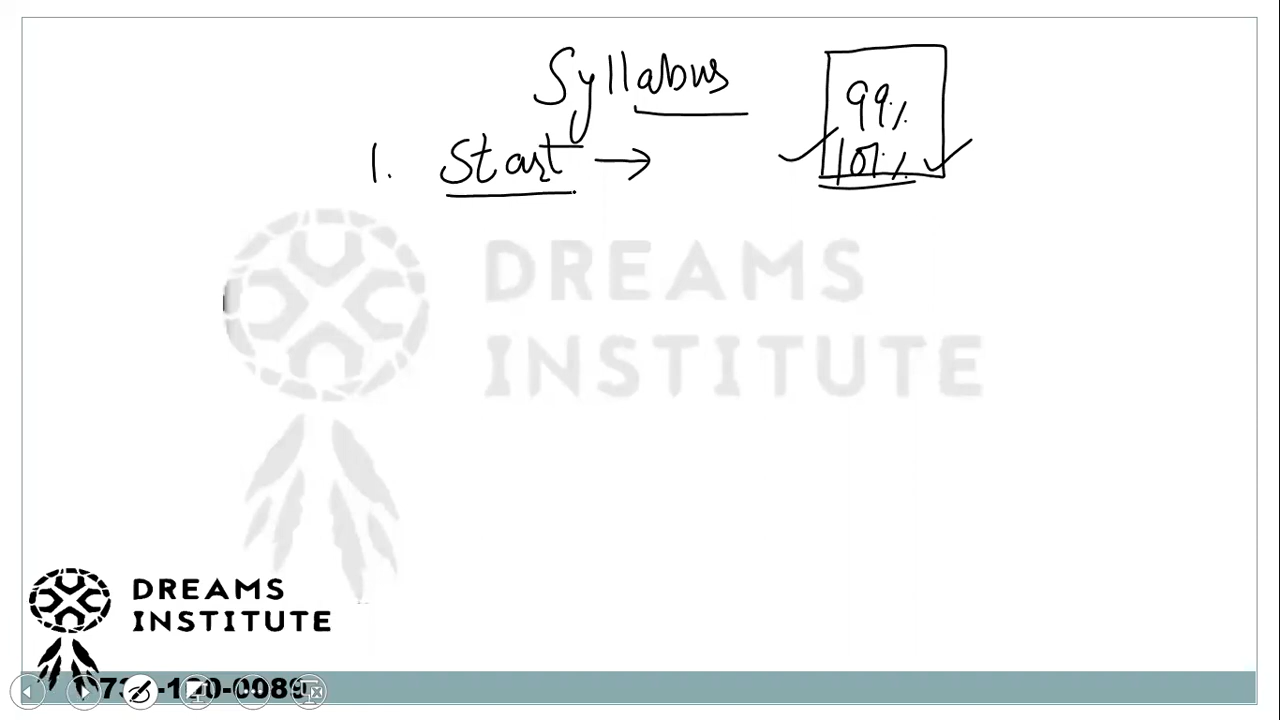 Syllabus
99%
101%
1. Start →
DREAMS
INSTITUTE
DREAMS
INSTITUTE